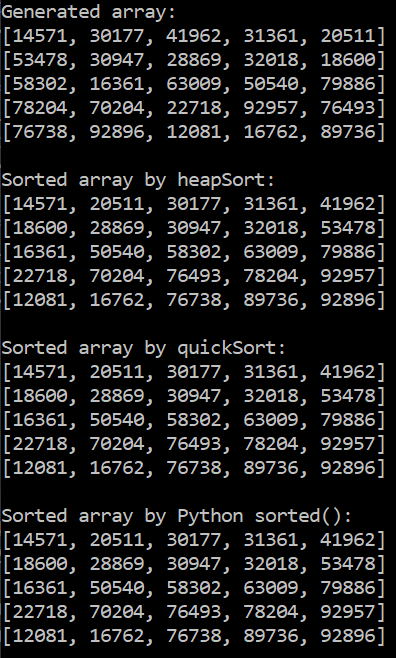 Generated array:
[14571, 30177, 41962, 31361, 20511]
[53478, 30947, 28869, 32018, 18600]
[58302, 16361, 63009, 50540, 79886]
[78204, 70204, 22718, 92957, 76493]
[76738, 92896, 12081, 16762, 89736]
Sorted array by heapSort:
[14571, 20511, 30177, 31361, 41962]
[18600, 28869, 30947, 32018, 53478]
[16361, 50540, 58302, 63009, 79886]
[22718, 70204, 76493, 78204, 92957]
[12081, 16762, 76738, 89736, 92896]
Sorted array by quickSort:
[14571, 20511, 30177, 31361, 41962]
[18600, 28869, 30947, 32018, 53478]
[16361, 50540, 58302, 63009, 79886]
[22718, 70204, 76493, 78204, 92957]
[12081, 16762, 76738, 89736, 92896]
Sorted array by Python sorted():
[14571, 20511, 30177, 31361, 41962]
[18600, 28869, 30947, 32018, 53478]
[16361, 50540, 58302, 63009, 79886]
[22718, 70204, 76493, 78204, 92957]
[12081, 16762, 76738, 89736, 92896]